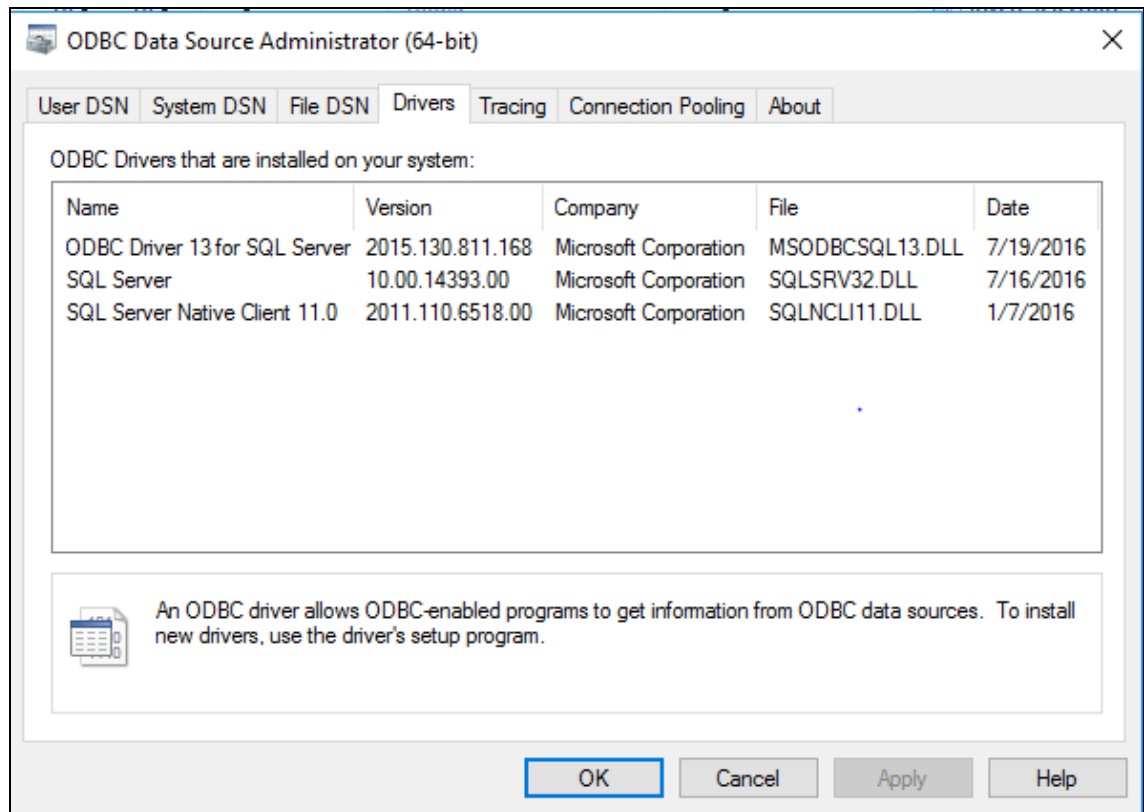 ODBC Data Source Administrator (64-bit)
User DSN System DSN File DSN Drivers Tracing Connection Pooling About
ODBC Drivers that are installed on your system:
Name Version Company File Date
ODBC Driver 13 for SQL Server 2015.130.811.168 Microsoft Corporation MSODBCSQL13.DLL 7/19/2016
SQL Server 10.00.14393.00 Microsoft Corporation SQLSRV32.DLL 7/16/2016
SQL Server Native Client 11.0 2011.110.6518.00 Microsoft Corporation SQLNCLI11.DLL 1/7/2016
An ODBC driver allows ODBC-enabled programs to get information from ODBC data sources. To install
new drivers, use the driver's setup program.
OK Cancel Apply Help